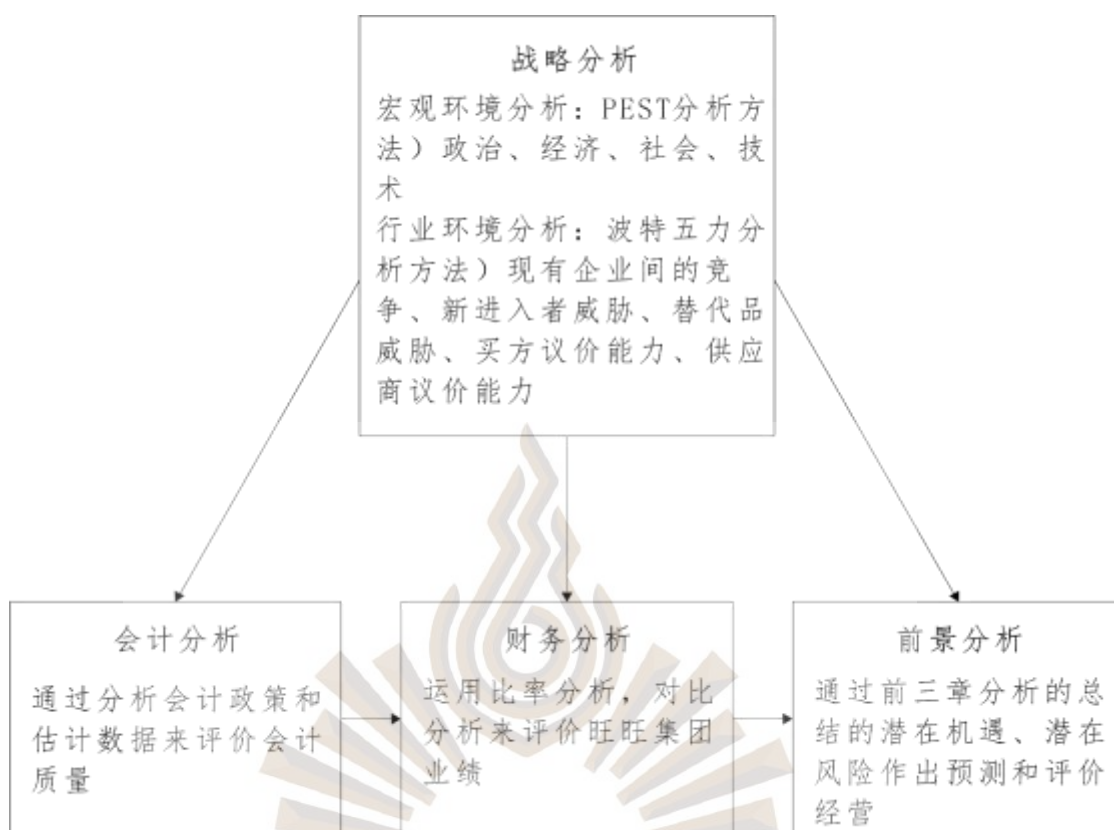 战略分析
宏观环境分析：PEST分析方
法）政治、经济、社会、技
术
行业环境分析：波特五力分
析方法）现有企业间的竞
争、新进入者威胁、替代品
威胁、买方议价能力、供应
商议价能力
会计分析
通过分析会计政策和
估计数据来评价会计
质量
财务分析
运用比率分析，对比
分析来评价旺旺集团
业绩
前景分析
通过前三章分析的总
结的潜在机遇、潜在
风险作出预测和评价
经营